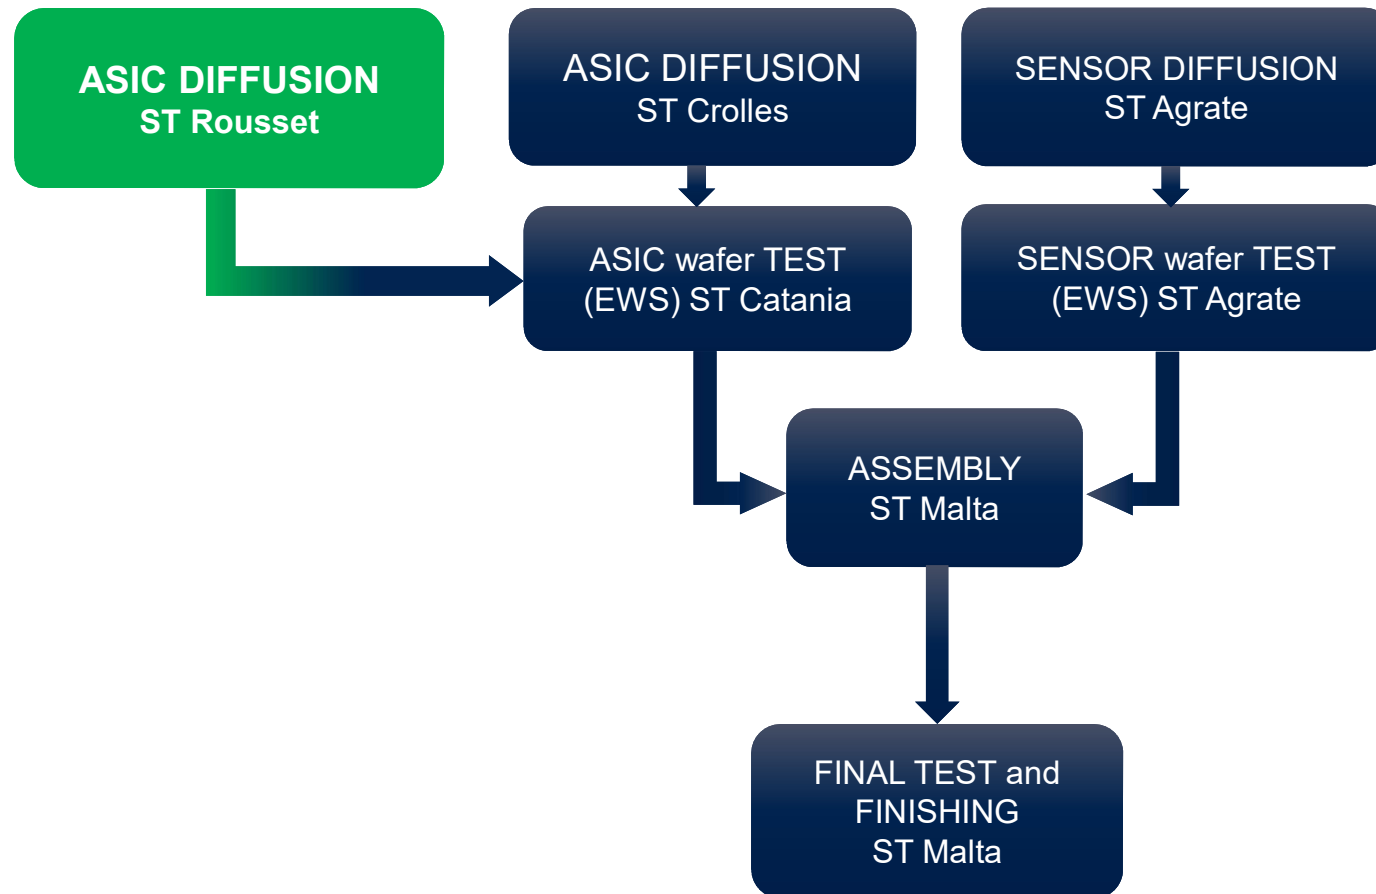 ASIC DIFFUSION
ST Rousset
ASIC DIFFUSION
ST Crolles
SENSOR DIFFUSION
ST Agrate
ASIC wafer TEST
(EWS) ST Catania
SENSOR wafer TEST
(EWS) ST Agrate
ASSEMBLY
ST Malta
FINAL TEST and
FINISHING
ST Malta